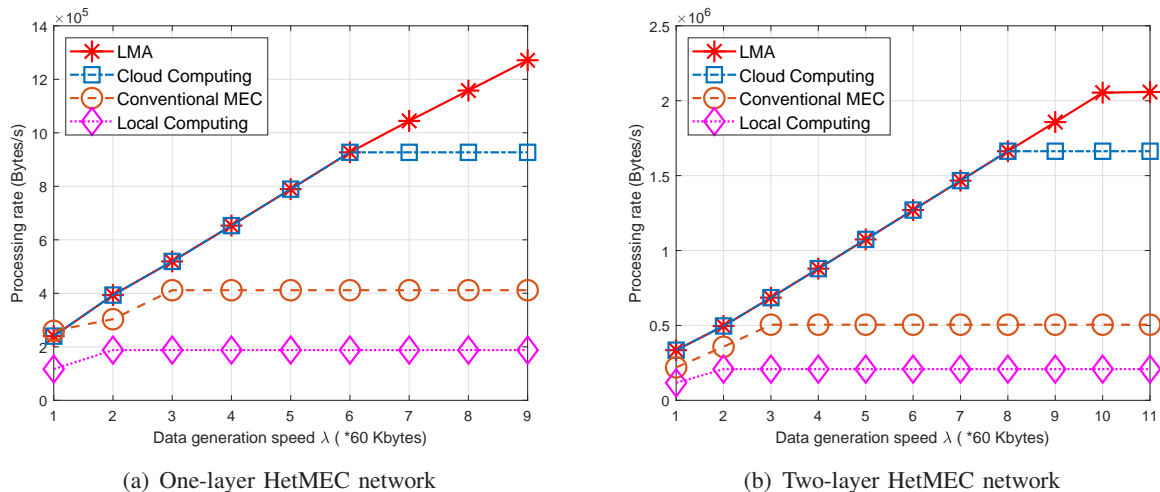 ×10^5
14
12
10
8
6
4
2
0
Processing rate (Bytes/s)
LMA
Cloud Computing
Conventional MEC
Local Computing
1 2 3 4 5 6 7 8 9
Data generation speed λ ( *60 Kbytes)
(a) One-layer HetMEC network
×10^6
2.5
2
1.5
1
0.5
0
Processing rate (Bytes/s)
LMA
Cloud Computing
Conventional MEC
Local Computing
1 2 3 4 5 6 7 8 9 10 11
Data generation speed λ ( *60 Kbytes)
(b) Two-layer HetMEC network